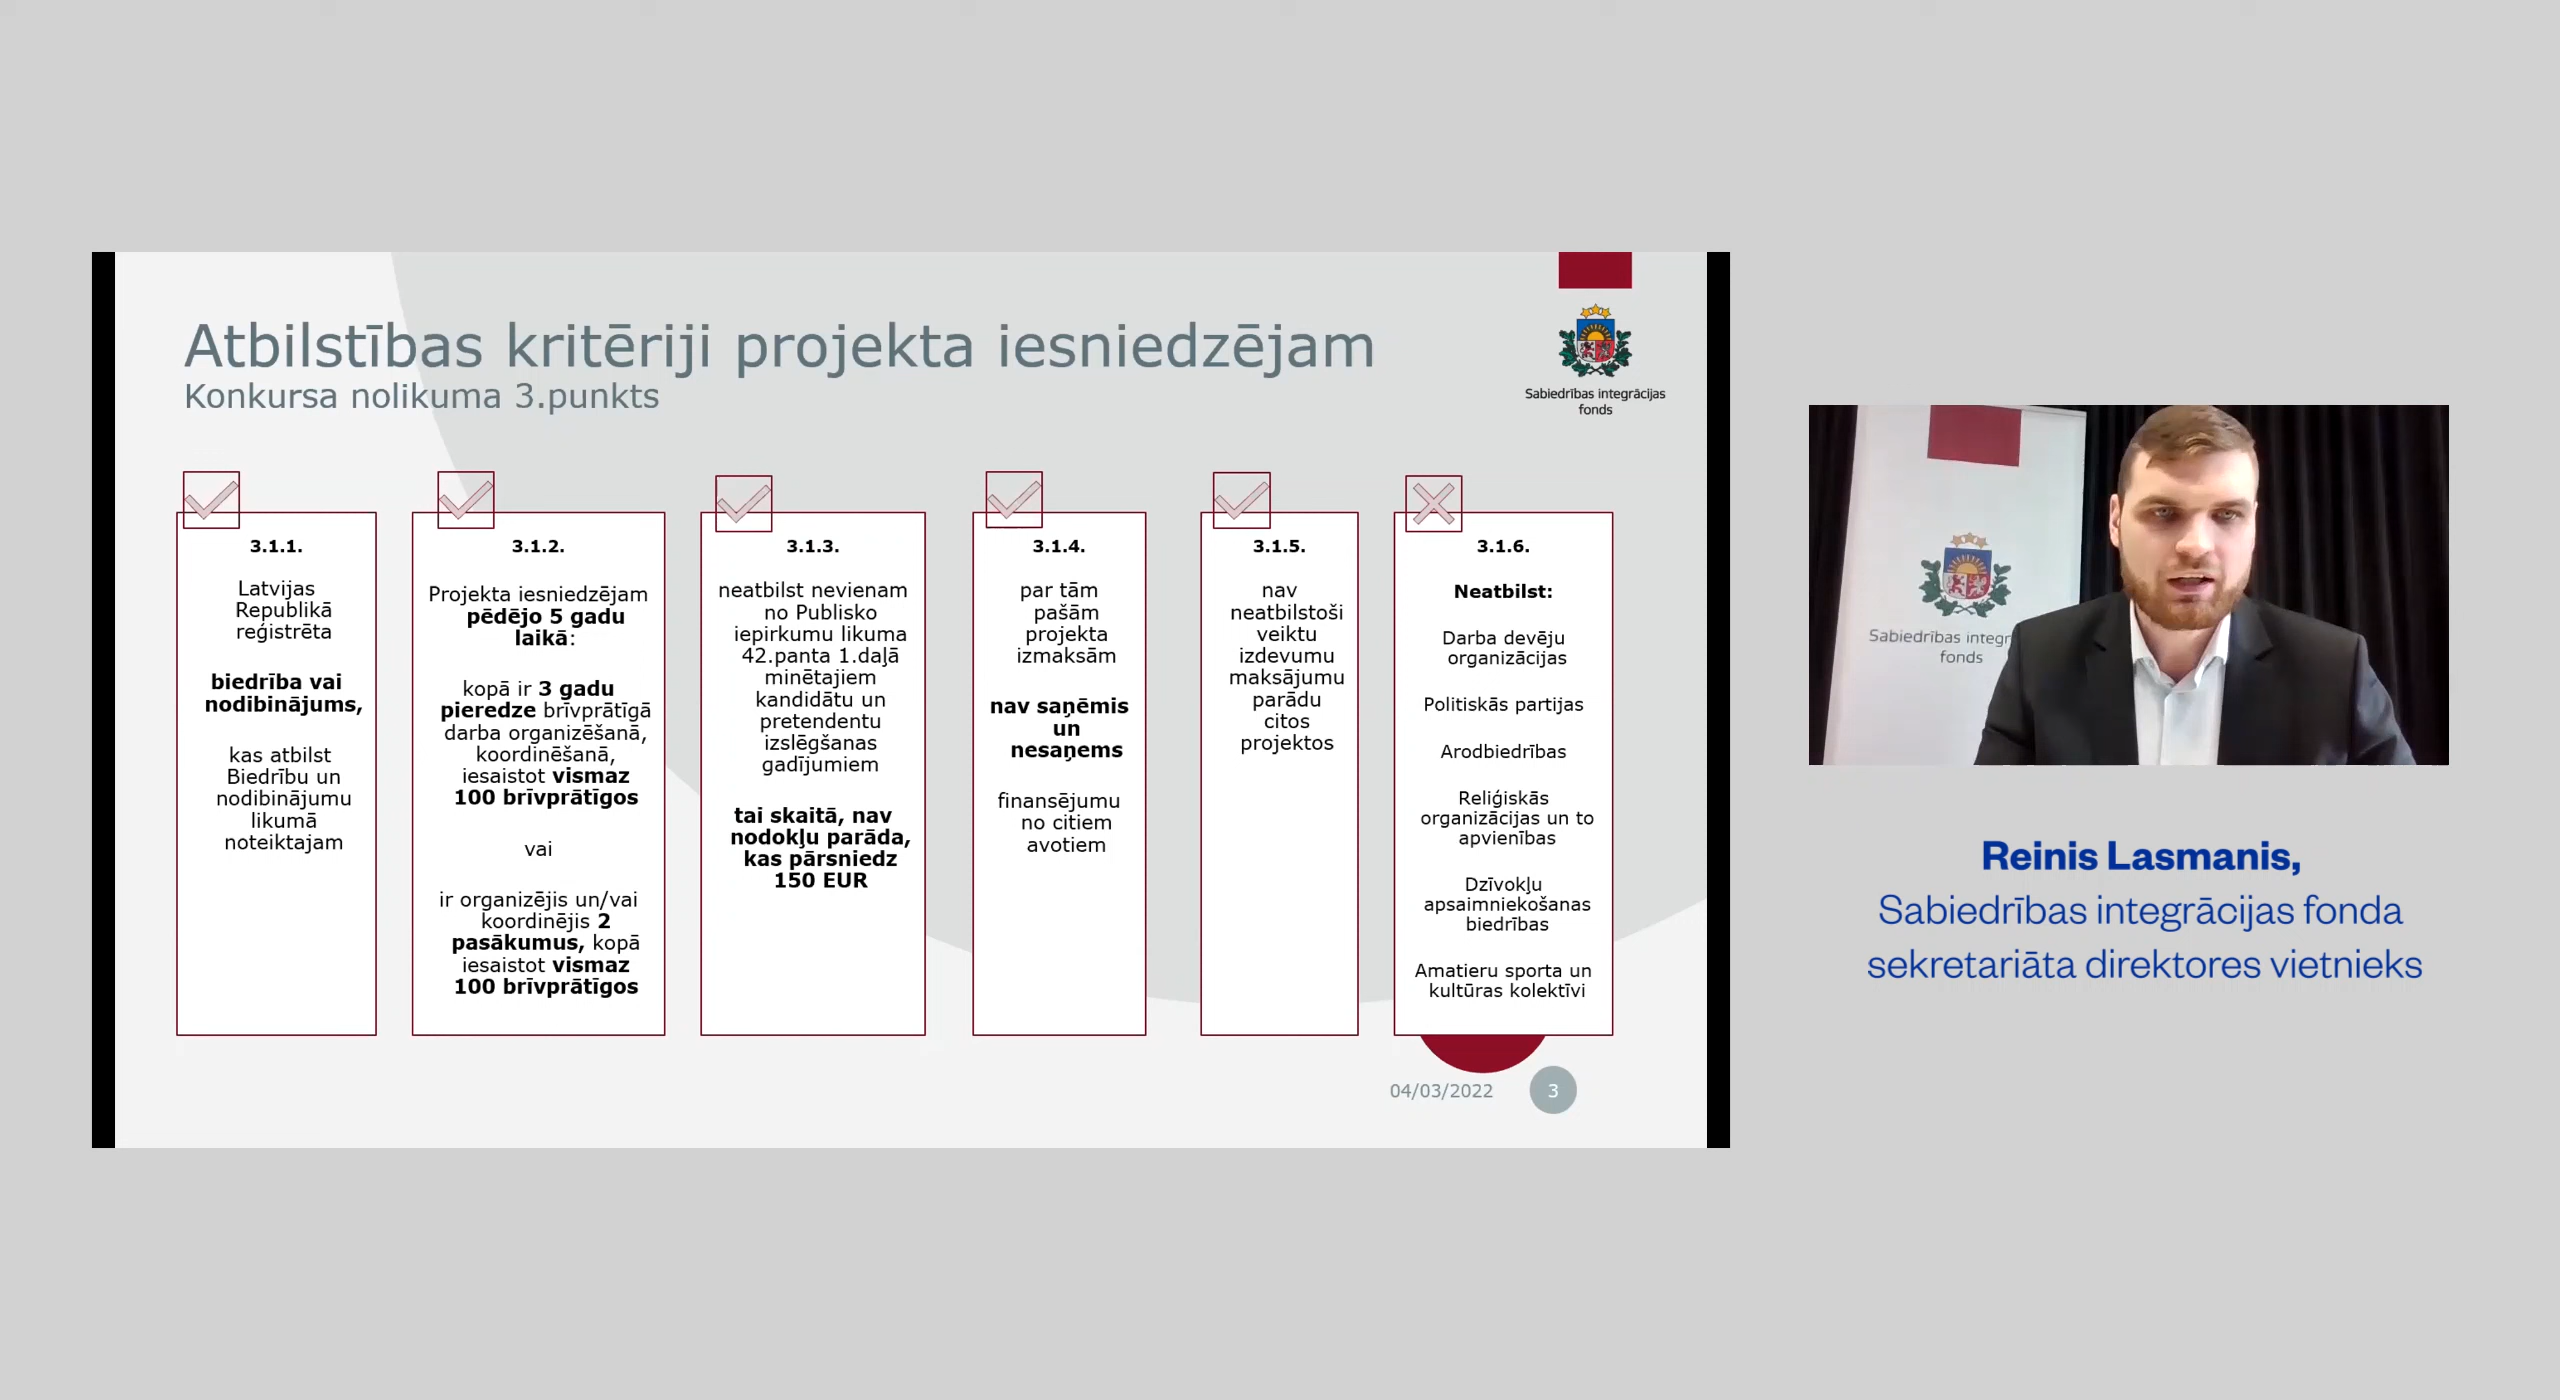 Atbilstības kritēriji projekta iesniedzējam
Konkursa nolikuma 3.punkts
Sabiedrības integrācijas
fonds
3.1.1.
Latvijas
Republikā
reģistrēta
biedrība vai
nodibinājums,
kas atbilst
Biedrību un
nodibinājumu
likumā
noteiktajam
3.1.2.
Projekta iesniedzējam
pēdējo 5 gadu
laikā:
kopā ir 3 gadu
pieredze brīvprātīgā
darba organizēšanā,
koordinēšanā,
iesaistot vismaz
100 brīvprātīgos
vai
ir organizējis un/vai
koordinējis 2
pasākumus, kopā
iesaistot vismaz
100 brīvprātīgos
3.1.3.
neatbilst nevienam
no Publisko
iepirkumu likuma
42.panta 1.daļā
minētajiem
kandidātu un
pretendentu
izslēgšanas
gadījumiem
tai skaitā, nav
nodokļu parāda,
kas pārsniedz
150 EUR
3.1.4.
par tām
pašām
projekta
izmaksām
nav saņēmis
un
nesaņems
finansējumu
no citiem
avotiem
3.1.5.
nav
neatbilstoši
veiktu
izdevumu
maksājumu
parādu
citos
projektos
3.1.6.
Neatbilst:
Darba devēju
organizācijas
Politiskās partijas
Arodbiedrības
Reliģiskās
organizācijas un to
apvienības
Dzīvokļu
apsaimniekošanas
biedrības
Amatieru sporta un
kultūras kolektīvi
04/03/2022
3
Sabiedrības integr
fonds
Reinis Lasmanis,
Sabiedrības integrācijas fonda
sekretariāta direktores vietnieks